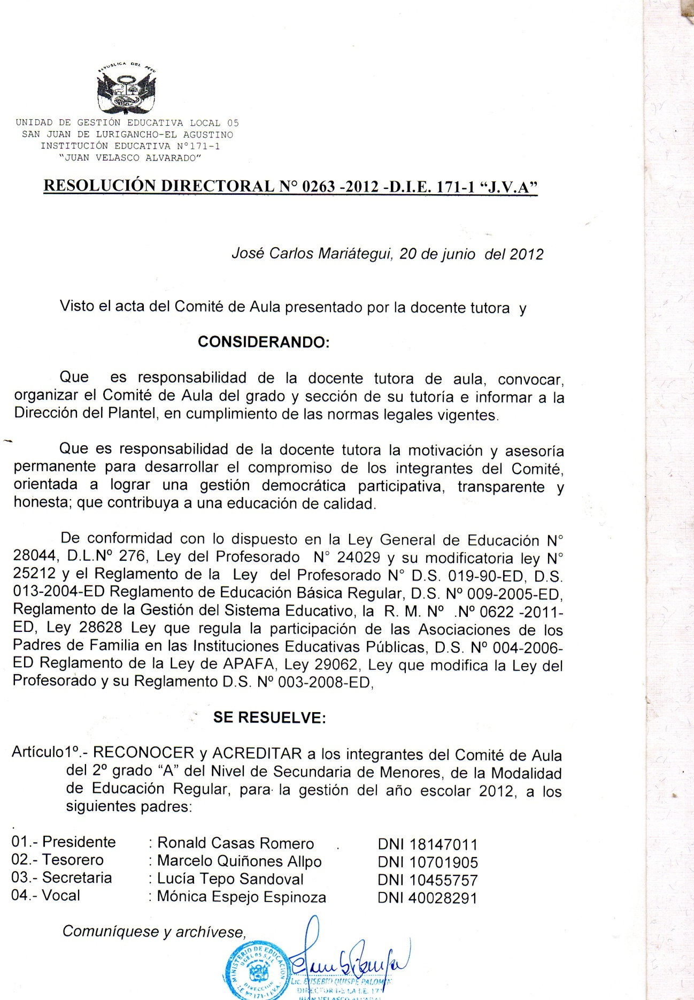 REPUBLICA DEL PERU
UNIDAD DE GESTIÓN EDUCATIVA LOCAL 05
SAN JUAN DE LURIGANCHO-EL AGUSTINO
INSTITUCIÓN EDUCATIVA N°171-1
“JUAN VELASCO ALVARADO”
RESOLUCIÓN DIRECTORAL N° 0263 -2012 -D.I.E. 171-1 “J.V.A”
José Carlos Mariátegui, 20 de junio del 2012
Visto el acta del Comité de Aula presentado por la docente tutora y
CONSIDERANDO:
Que es responsabilidad de la docente tutora de aula, convocar,
organizar el Comité de Aula del grado y sección de su tutoría e informar a la
Dirección del Plantel, en cumplimiento de las normas legales vigentes.
Que es responsabilidad de la docente tutora la motivación y asesoría
permanente para desarrollar el compromiso de los integrantes del Comité,
orientada a lograr una gestión democrática participativa, transparente y
honesta; que contribuya a una educación de calidad.
De conformidad con lo dispuesto en la Ley General de Educación N°
28044, D.L.Nº 276, Ley del Profesorado N° 24029 y su modificatoria ley N°
25212 y el Reglamento de la Ley del Profesorado N° D.S. 019-90-ED, D.S.
013-2004-ED Reglamento de Educación Básica Regular, D.S. Nº 009-2005-ED,
Reglamento de la Gestión del Sistema Educativo, la R. M. Nº .Nº 0622 -2011-
ED, Ley 28628 Ley que regula la participación de las Asociaciones de los
Padres de Familia en las Instituciones Educativas Públicas, D.S. Nº 004-2006-
ED Reglamento de la Ley de APAFA, Ley 29062, Ley que modifica la Ley del
Profesorado y su Reglamento D.S. Nº 003-2008-ED,
SE RESUELVE:
Artículo1º.- RECONOCER y ACREDITAR a los integrantes del Comité de Aula
del 2º grado “A” del Nivel de Secundaria de Menores, de la Modalidad
de Educación Regular, para la gestión del año escolar 2012, a los
siguientes padres:
01.- Presidente : Ronald Casas Romero DNI 18147011
02.- Tesorero : Marcelo Quiñones Allpo DNI 10701905
03.- Secretaria : Lucía Tepo Sandoval DNI 10455757
04.- Vocal : Mónica Espejo Espinoza DNI 40028291
Comuníquese y archívese,
MINISTERIO DE EDUCACIÓN
UGEL 05 S.J.L
DIRECCION
I.E. Nº 171-1 J.V.A.
Lic. EUSEBIO QUISPE PALOMIN
DIRECTOR DE LA I.E. 171
JUAN VELASCO